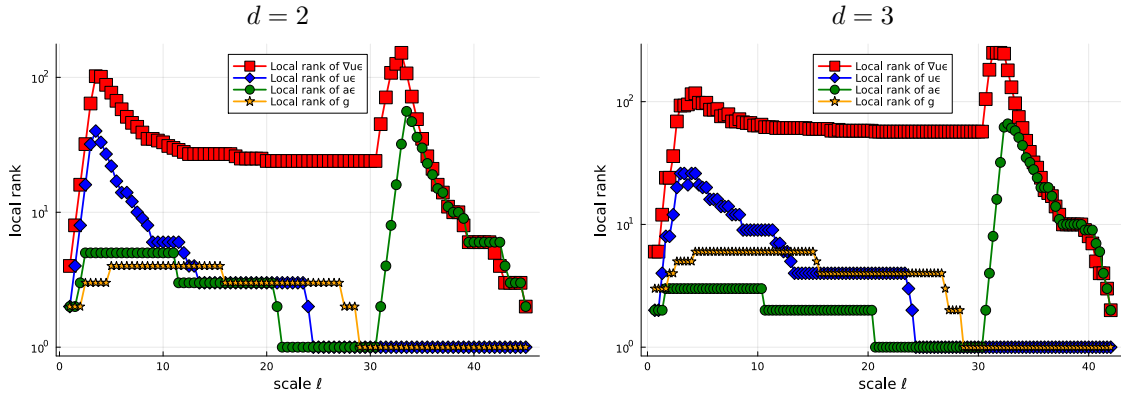 d = 2
local rank
10²
10¹
10⁰
Local rank of ∇uϵ
Local rank of uϵ
Local rank of aϵ
Local rank of g
0
10
20
30
40
scale ℓ
d = 3
local rank
10²
10¹
10⁰
Local rank of ∇uϵ
Local rank of uϵ
Local rank of aϵ
Local rank of g
0
10
20
30
40
scale ℓ